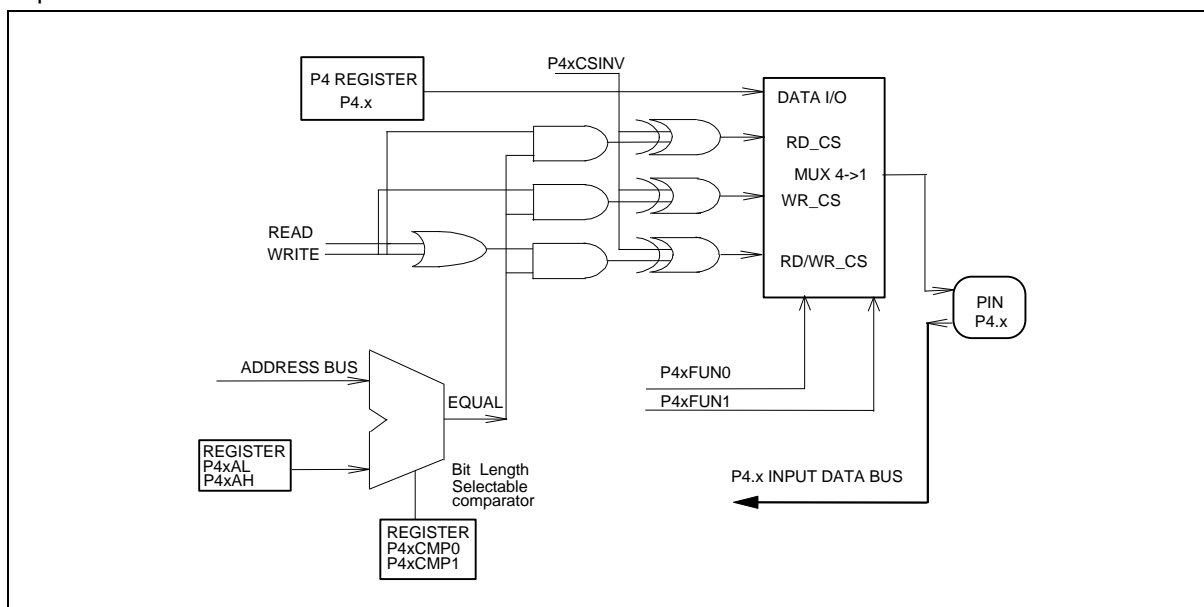 P4xCSINV
P4 REGISTER
P4.x
DATA I/O
RD_CS
MUX 4->1
WR_CS
RD/WR_CS
READ
WRITE
PIN
P4.x
ADDRESS BUS
EQUAL
P4xFUN0
P4xFUN1
REGISTER
P4xAL
P4xAH
Bit Length
Selectable
comparator
P4.x INPUT DATA BUS
REGISTER
P4xCMP0
P4xCMP1